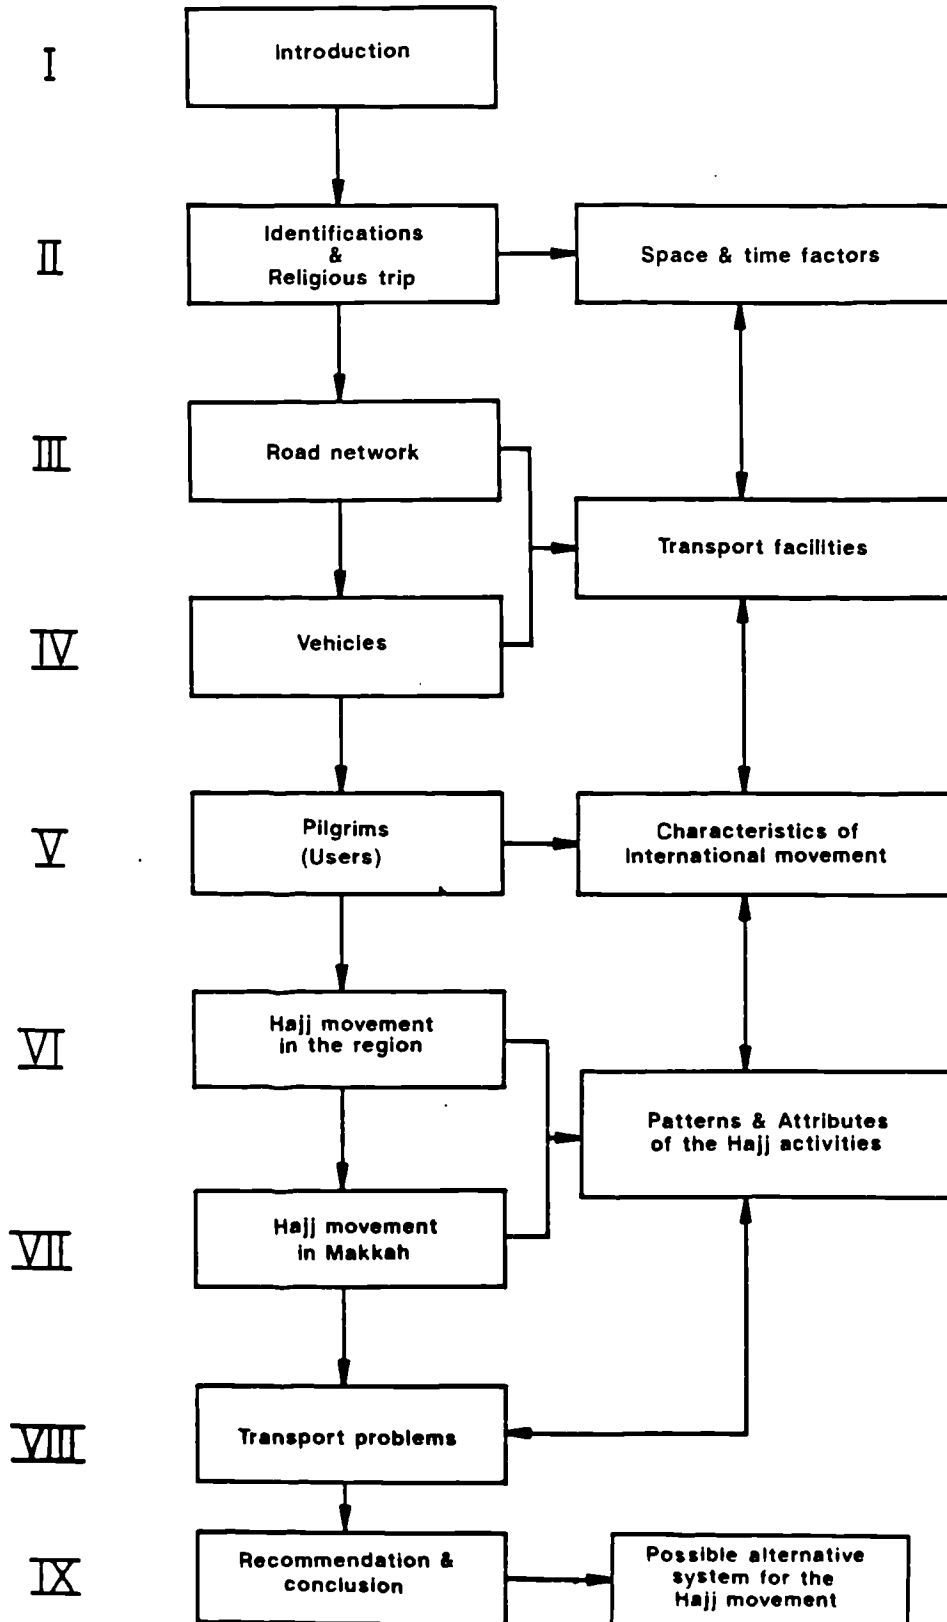 I
Introduction
II
Identifications
&
Religious trip
Space & time factors
III
Road network
Transport facilities
IV
Vehicles
V
Pilgrims
(Users)
Characteristics of
International movement
VI
Hajj movement
in the region
Patterns & Attributes
of the Hajj activities
VII
Hajj movement
in Makkah
VIII
Transport problems
IX
Recommendation &
conclusion
Possible alternative
system for the
Hajj movement